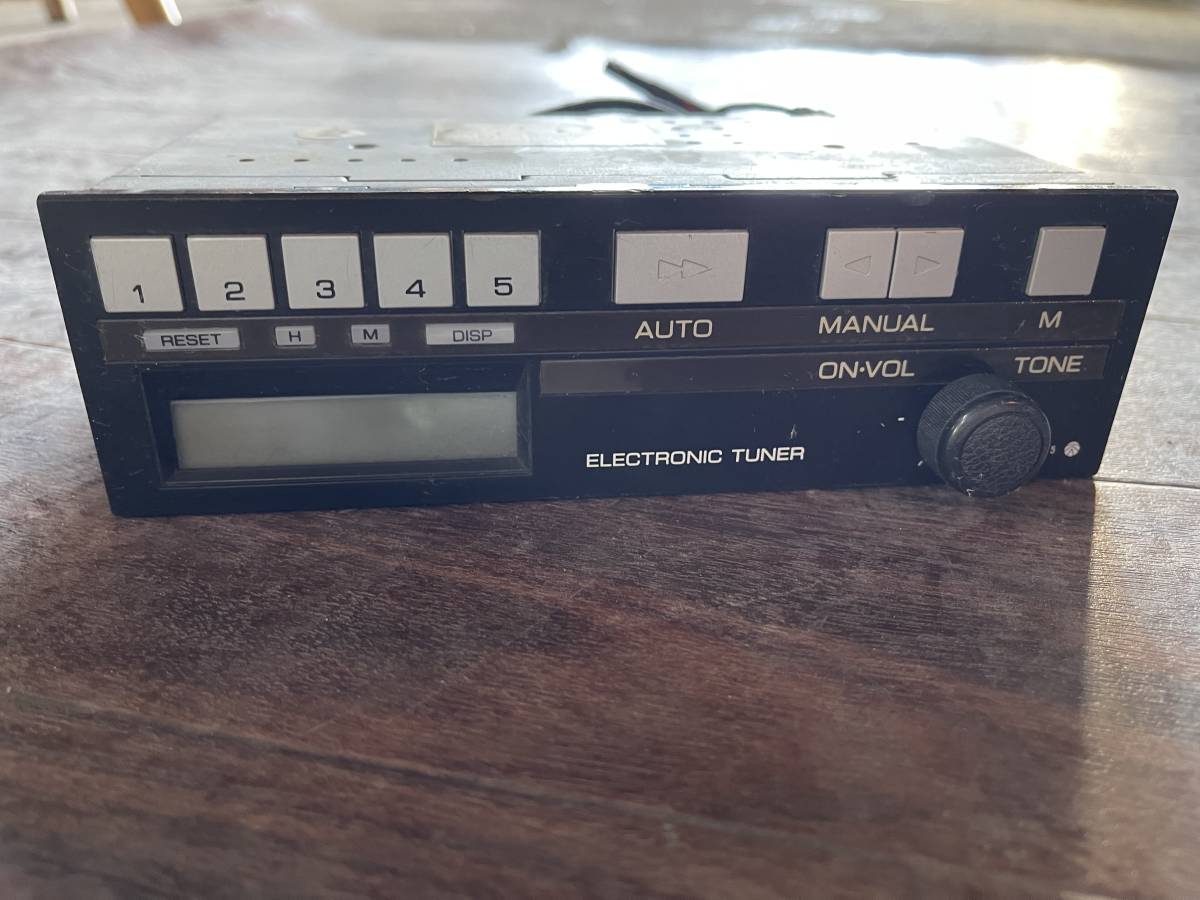 1 2 3 4 5
RESET H M DISP AUTO MANUAL M
ON•VOL TONE
ELECTRONIC TUNER